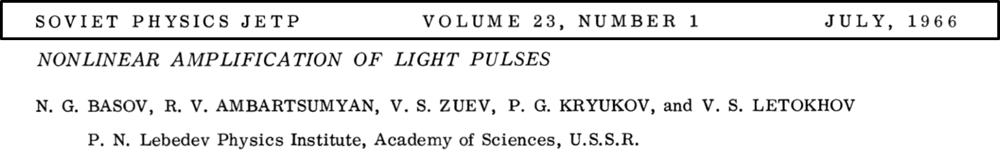 SOVIET PHYSICS JETP VOLUME 23, NUMBER 1 JULY, 1966
NONLINEAR AMPLIFICATION OF LIGHT PULSES
N. G. BASOV, R. V. AMBARTSUMYAN, V. S. ZUEV, P. G. KRYUKOV, and V. S. LETOKHOV
P. N. Lebedev Physics Institute, Academy of Sciences, U.S.S.R.